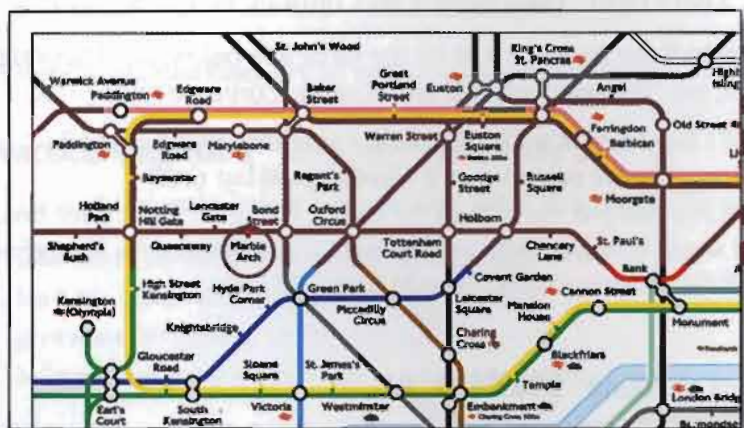 St. John's Wood
King's Cross
St. Pancras
Warwick Avenue
Paddington
Edgware
Road
Baker
Street
Great
Portland
Street
Euston
Angel
Paddington
Edgware
Road
Marylebone
Warren Street
Euston
Square
Farringdon
Barbican
Old Street
Bayswater
Regent's
Park
Goodge
Street
Russell
Square
Moorgate
Holland
Park
Notting
Hill Gate
Lancaster
Gate
Bond
Street
Oxford
Circus
Holborn
Shepherd's
Bush
Queensway
Marble
Arch
Tottenham
Court Road
Chancery
Lane
St. Paul's
Bank
High Street
Kensington
Hyde Park
Corner
Green Park
Piccadilly
Circus
Covent Garden
Leicester
Square
Cannon Street
Mansion
House
Monument
Kensington
(Olympia)
Knightsbridge
Charing
Cross
Blackfriars
Gloucester
Road
Sloane
Square
St. James's
Park
Temple
Earl's
Court
South
Kensington
Victoria
Westminster
Embankment
Charing Cross
London Bridg
Bermondsey